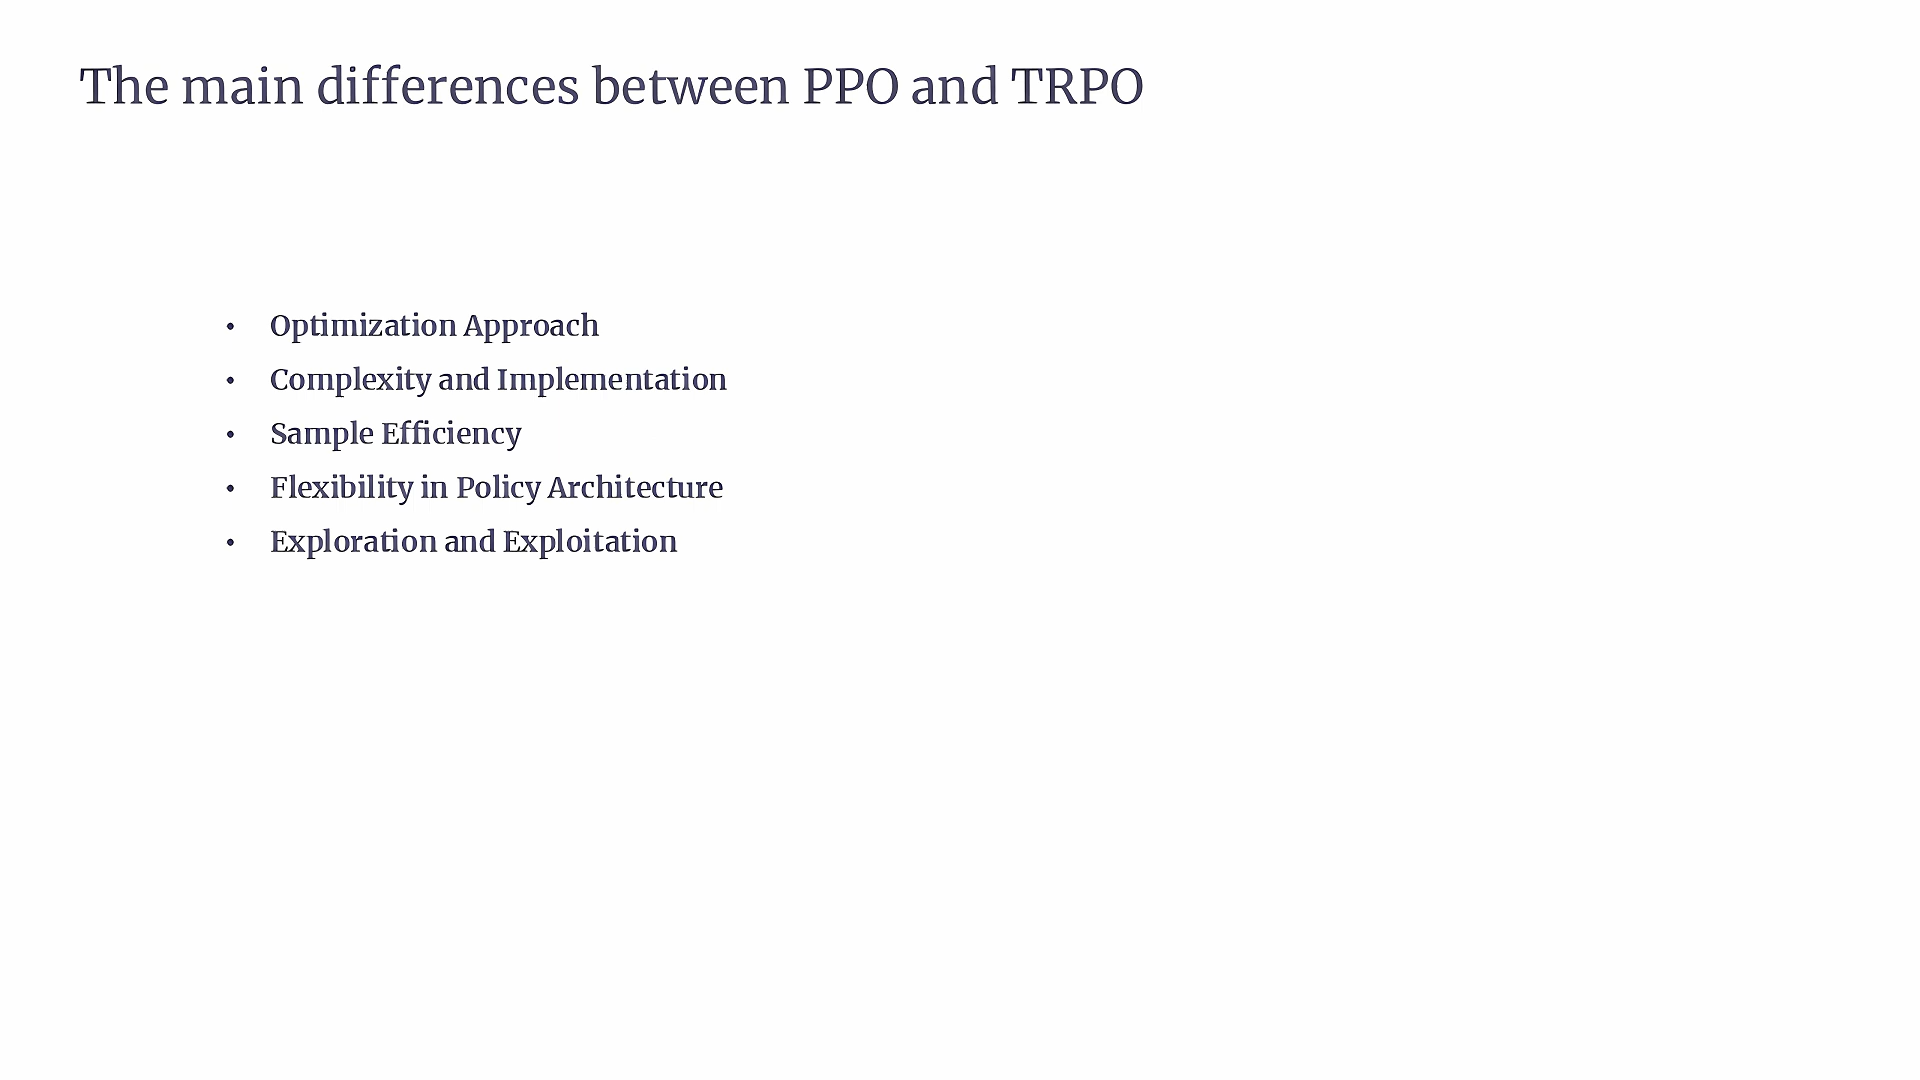 The main differences between PPO and TRPO
• Optimization Approach
• Complexity and Implementation
• Sample Efficiency
• Flexibility in Policy Architecture
• Exploration and Exploitation